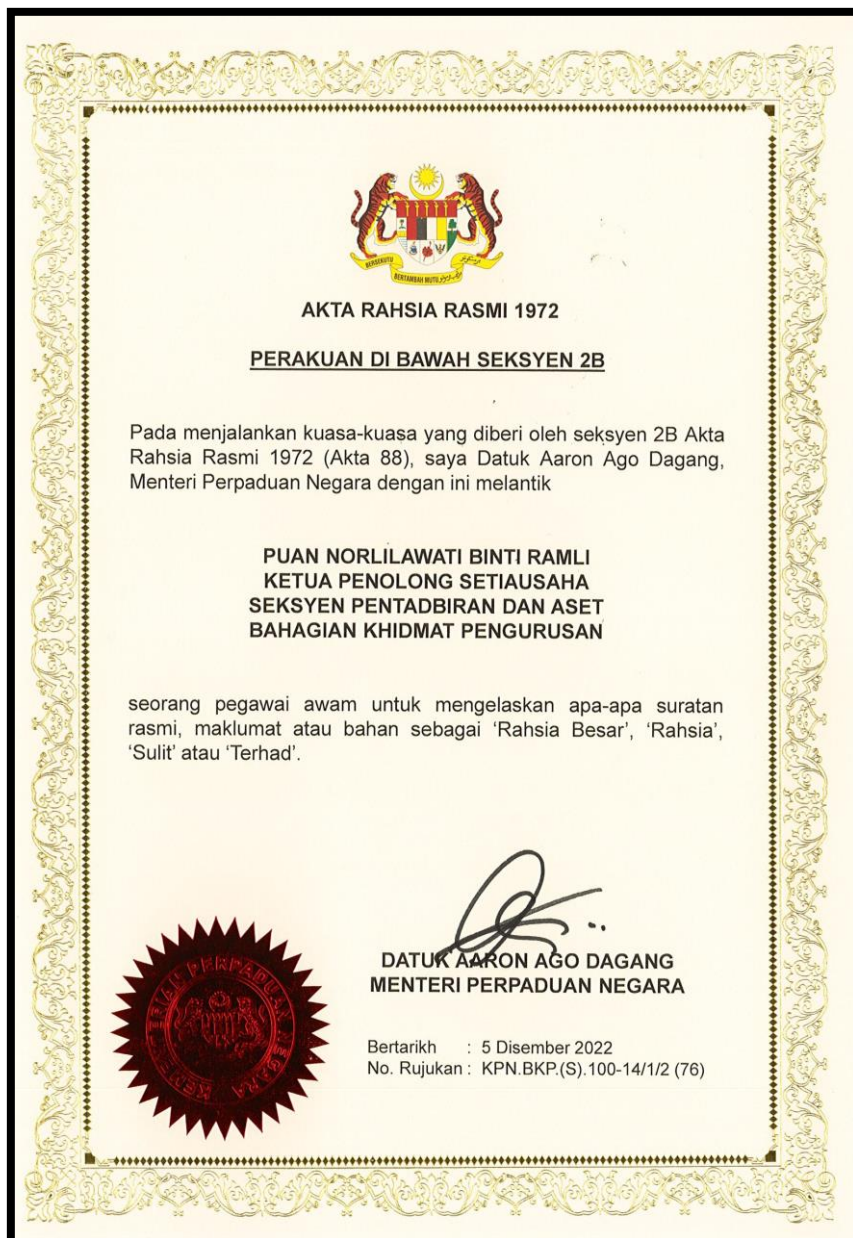 BERSEKUTU
BERTAMBAH MUTU
AKTA RAHSIA RASMI 1972
PERAKUAN DI BAWAH SEKSYEN 2B
Pada menjalankan kuasa-kuasa yang diberi oleh seksyen 2B Akta
Rahsia Rasmi 1972 (Akta 88), saya Datuk Aaron Ago Dagang,
Menteri Perpaduan Negara dengan ini melantik
PUAN NORLILAWATI BINTI RAMLI
KETUA PENOLONG SETIAUSAHA
SEKSYEN PENTADBIRAN DAN ASET
BAHAGIAN KHIDMAT PENGURUSAN
seorang pegawai awam untuk mengelaskan apa-apa suratan
rasmi, maklumat atau bahan sebagai ‘Rahsia Besar’, ‘Rahsia’,
‘Sulit’ atau ‘Terhad’.
DATUK AARON AGO DAGANG
MENTERI PERPADUAN NEGARA
Bertarikh : 5 Disember 2022
No. Rujukan : KPN.BKP.(S).100-14/1/2 (76)
KEMENTERIAN PERPADUAN NEGARA